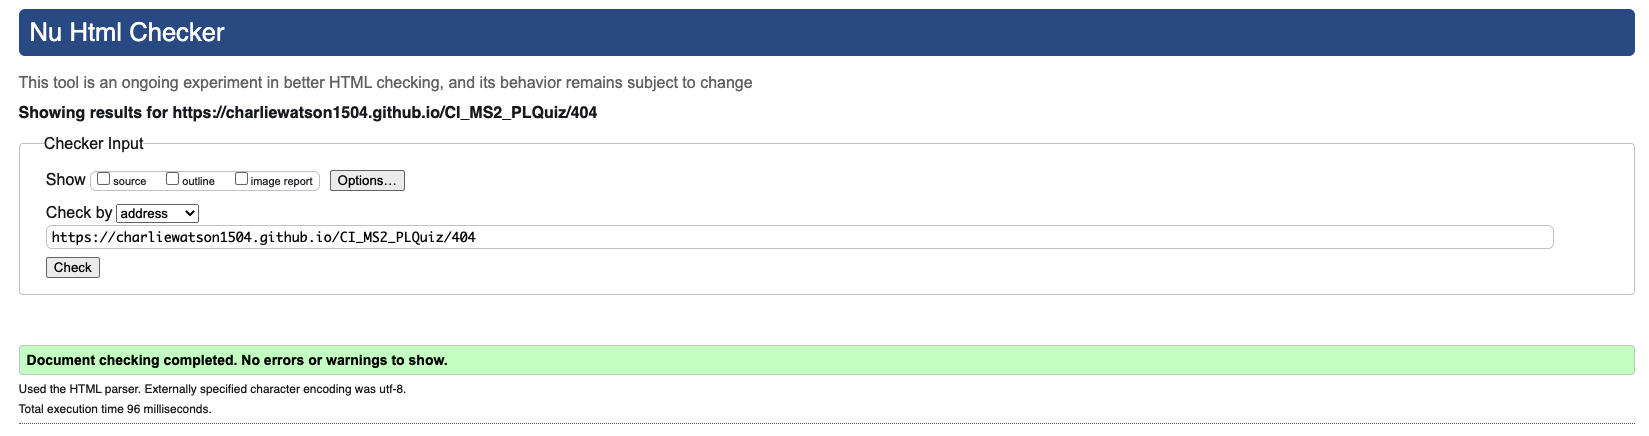 Nu Html Checker
This tool is an ongoing experiment in better HTML checking, and its behavior remains subject to change
Showing results for https://charliewatson1504.github.io/CI_MS2_PLQuiz/404
Checker Input
Show source outline image report Options...
Check by address
https://charliewatson1504.github.io/CI_MS2_PLQuiz/404
Check
Document checking completed. No errors or warnings to show.
Used the HTML parser. Externally specified character encoding was utf-8.
Total execution time 96 milliseconds.